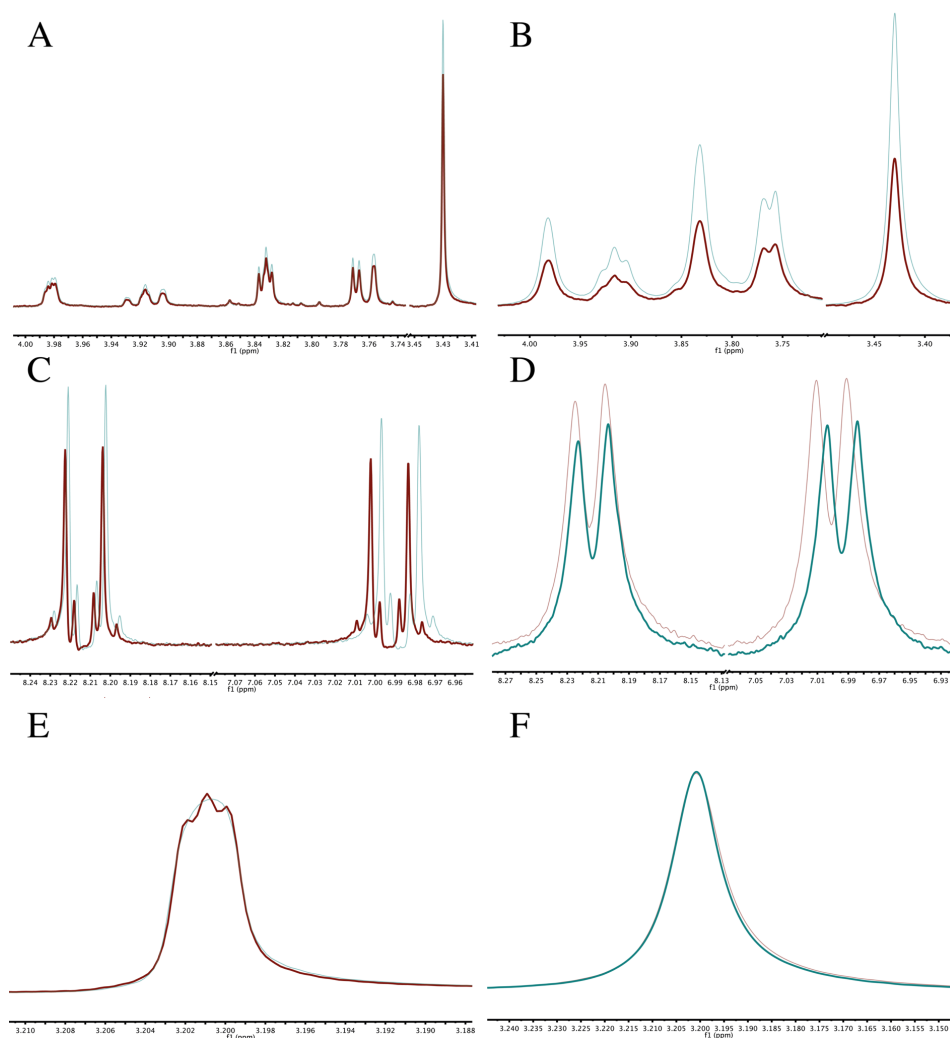 A
B
4.00 3.98 3.96 3.94 3.92 3.90 3.88 3.86 3.84 3.82 3.80 3.78 3.76 3.74 3.43 3.41
f1 (ppm)
4.00 3.95 3.90 3.85 3.80 3.75 3.43 3.40
f1 (ppm)
C
D
8.24 8.23 8.22 8.21 8.20 8.19 8.18 8.17 8.16 8.15 7.07 7.06 7.05 7.04 7.03 7.02 7.01 7.00 6.99 6.98 6.97 6.96
f1 (ppm)
8.27 8.25 8.23 8.21 8.19 8.17 8.15 8.13 7.05 7.03 7.01 6.99 6.97 6.95 6.93
f1 (ppm)
E
F
3.210 3.208 3.206 3.204 3.202 3.200 3.198 3.196 3.194 3.192 3.190 3.188
f1 (ppm)
3.240 3.235 3.230 3.225 3.220 3.215 3.210 3.205 3.200 3.195 3.190 3.185 3.180 3.175 3.170 3.165 3.160 3.155 3.150
f1 (ppm)